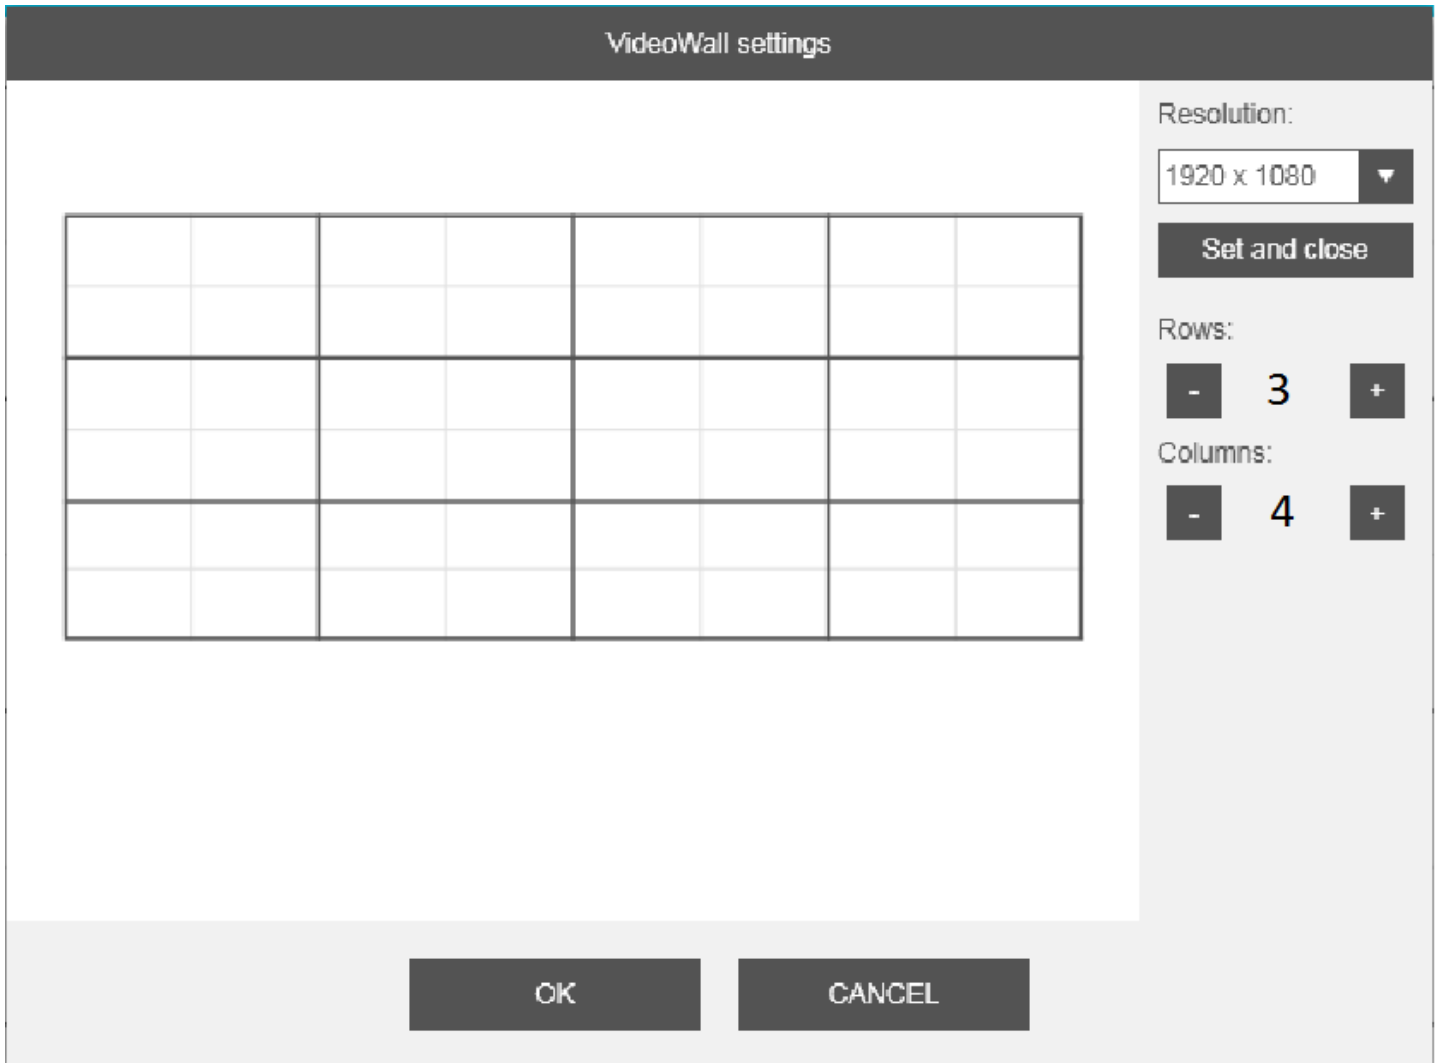 VideoWall settings
Resolution:
1920 x 1080
Set and close
Rows:
- 3 +
Columns:
- 4 +
OK
CANCEL